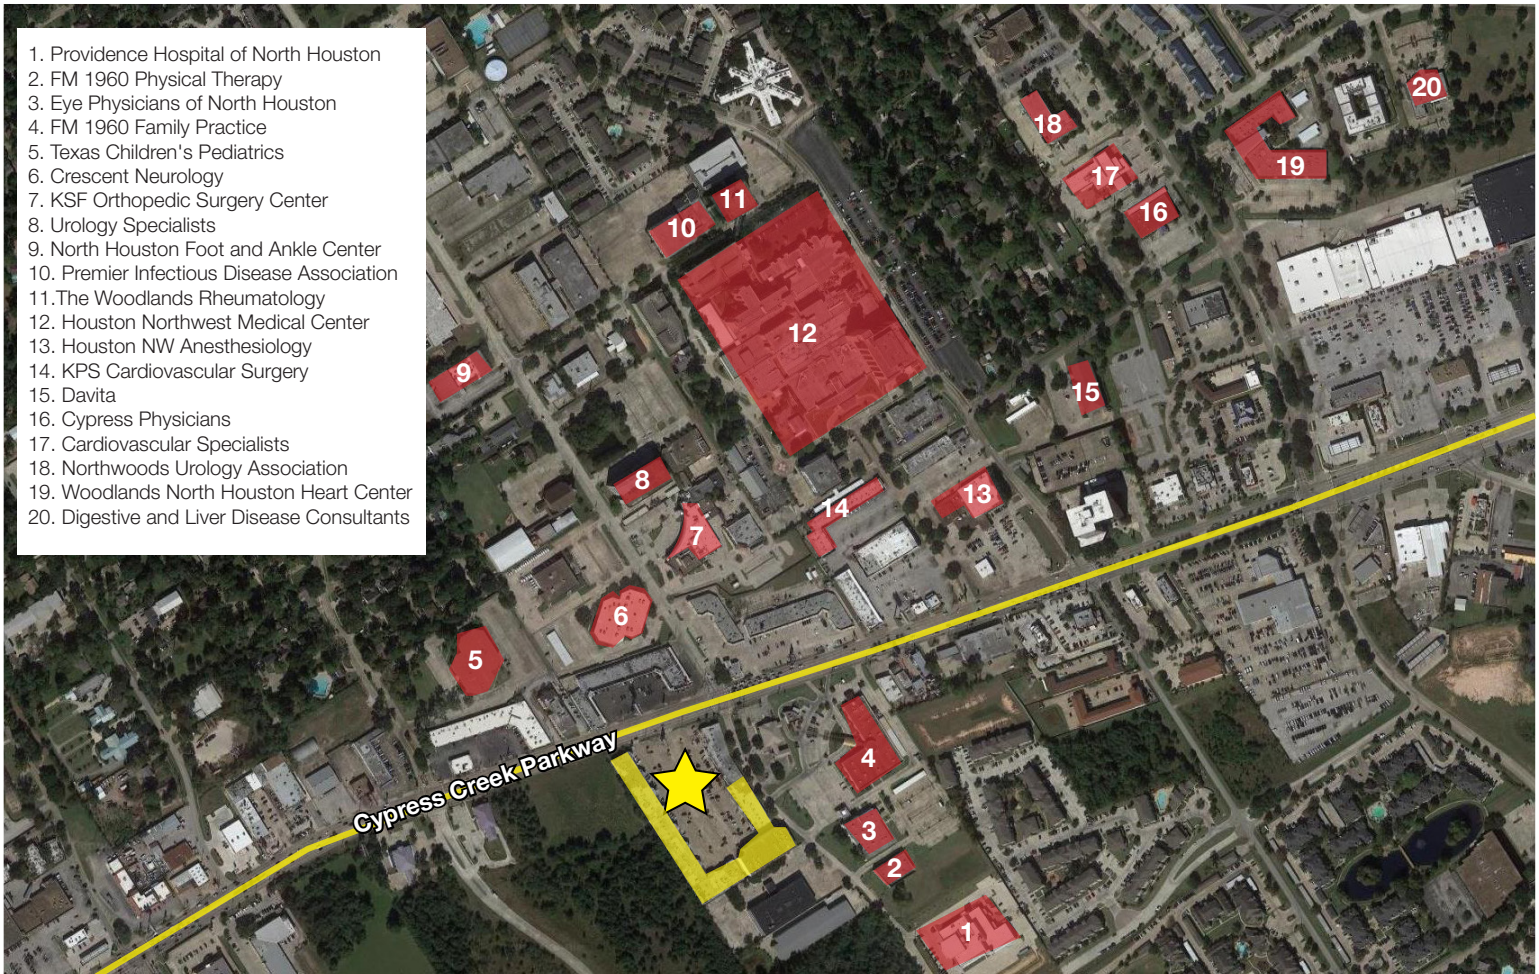 1. Providence Hospital of North Houston
2. FM 1960 Physical Therapy
3. Eye Physicians of North Houston
4. FM 1960 Family Practice
5. Texas Children's Pediatrics
6. Crescent Neurology
7. KSF Orthopedic Surgery Center
8. Urology Specialists
9. North Houston Foot and Ankle Center
10. Premier Infectious Disease Association
11.The Woodlands Rheumatology
12. Houston Northwest Medical Center
13. Houston NW Anesthesiology
14. KPS Cardiovascular Surgery
15. Davita
16. Cypress Physicians
17. Cardiovascular Specialists
18. Northwoods Urology Association
19. Woodlands North Houston Heart Center
20. Digestive and Liver Disease Consultants
20
18
19
17
11
16
10
12
9
15
8
13
14
7
6
5
Cypress Creek Parkway
4
3
2
1